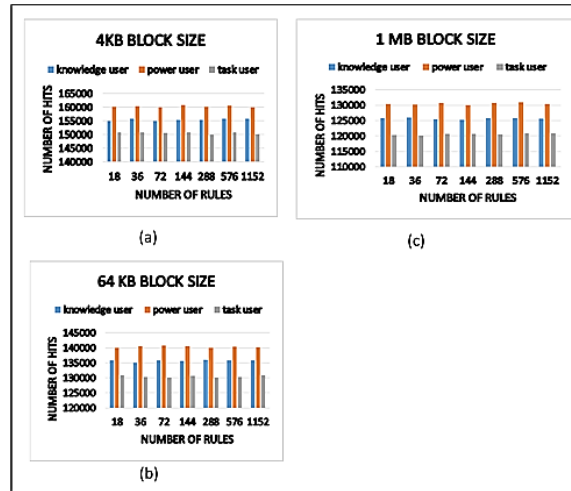 4KB BLOCK SIZE
knowledge user power user task user
NUMBER OF HITS
165000
160000
155000
150000
145000
140000
18 36 72 144 288 576 1152
NUMBER OF RULES
(a)
1 MB BLOCK SIZE
knowledge user power user task user
NUMBER OF HITS
135000
130000
125000
120000
115000
110000
18 36 72 144 288 576 1152
NUMBER OF RULES
(c)
64 KB BLOCK SIZE
knowledge user power user task user
NUMBER OF HITS
145000
140000
135000
130000
125000
120000
18 36 72 144 288 576 1152
NUMBER OF RULES
(b)